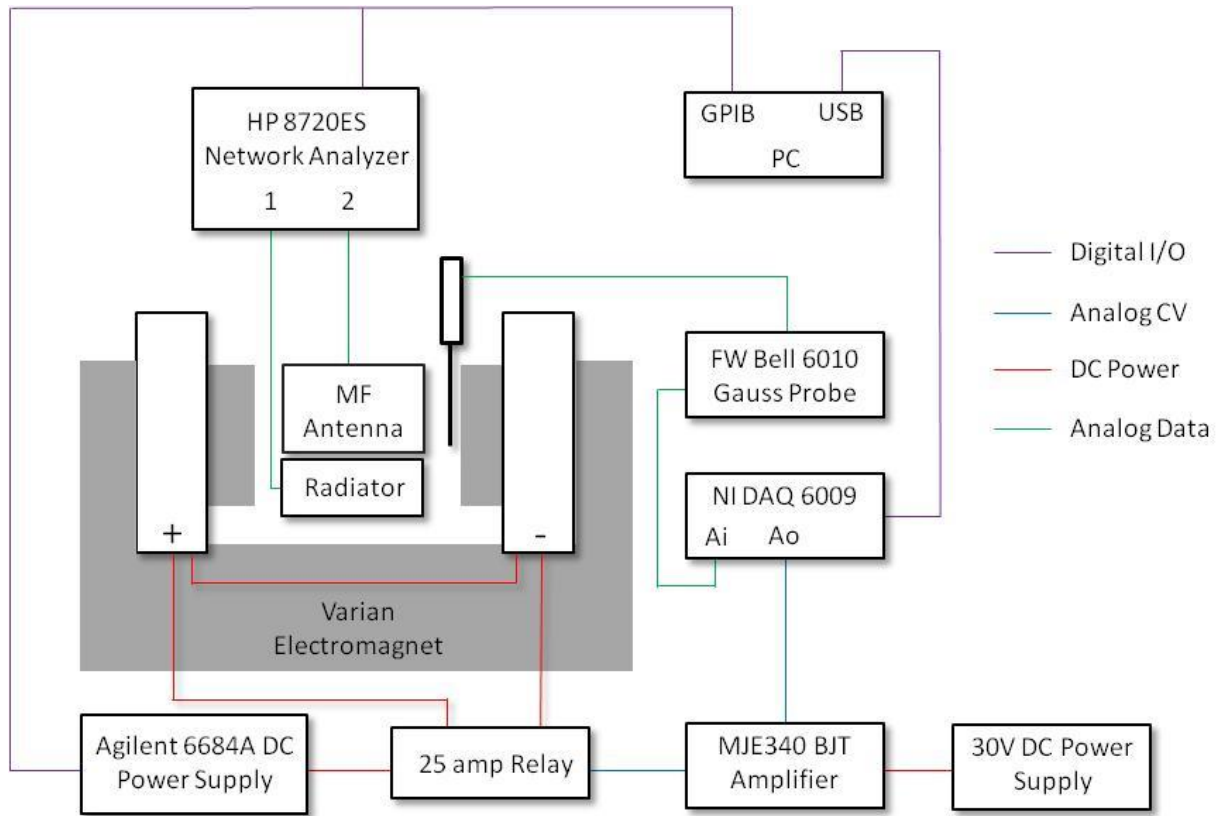 HP 8720ES
Network Analyzer
1 2
GPIB USB
PC
Digital I/O
Analog CV
DC Power
Analog Data
FW Bell 6010
Gauss Probe
MF
Antenna
Radiator
NI DAQ 6009
Ai Ao
+ -
Varian
Electromagnet
Agilent 6684A DC
Power Supply
25 amp Relay
MJE340 BJT
Amplifier
30V DC Power
Supply